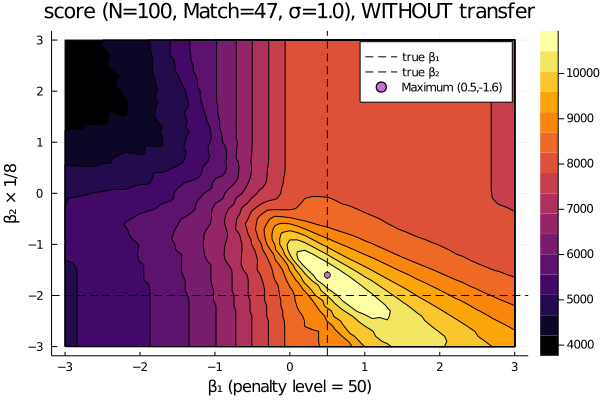 score (N=100, Match=47, σ=1.0), WITHOUT transfer
true β₁
true β₂
Maximum (0.5,-1.6)
β₂ × 1/8
3
2
1
0
−1
−2
−3
−3 −2 −1 0 1 2 3
β₁ (penalty level = 50)
10000
9000
8000
7000
6000
5000
4000